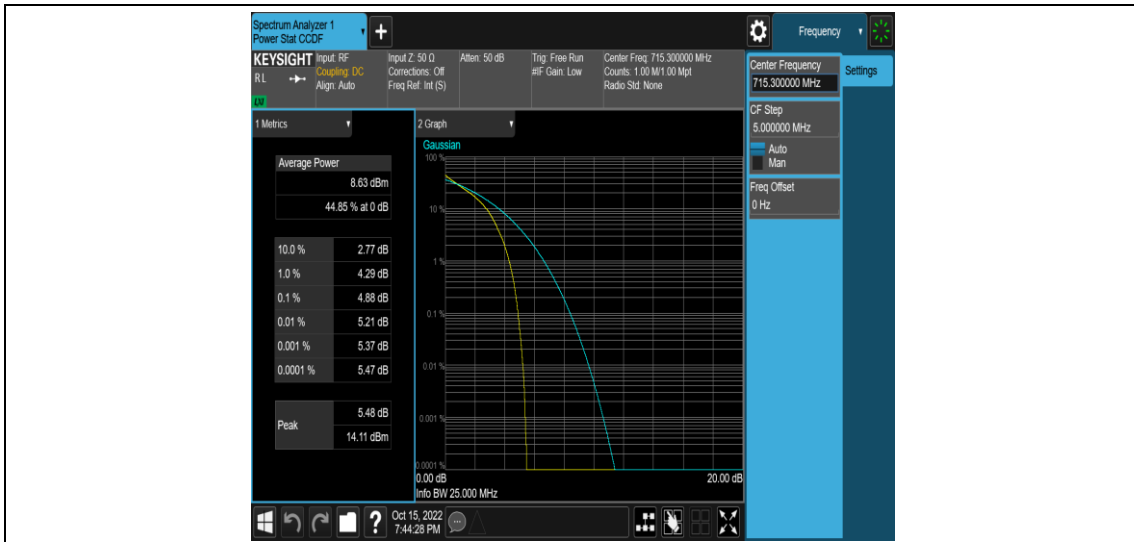 Spectrum Analyzer 1
Power Stat CCDF
+
Frequency
KEYSIGHT
RL
LXI
Input: RF
Coupling: DC
Align: Auto
Input Z: 50 Ω
Corrections: Off
Freq Ref: Int (S)
Atten: 50 dB
Trig: Free Run
#IF Gain: Low
Center Freq: 715.300000 MHz
Counts: 1.00 M/1.00 Mpt
Radio Std: None
Center Frequency
715.300000 MHz
Settings
CF Step
5.000000 MHz
Auto
Man
Freq Offset
0 Hz
1 Metrics
Average Power
8.63 dBm
44.85 % at 0 dB
10.0 % 2.77 dB
1.0 % 4.29 dB
0.1 % 4.88 dB
0.01 % 5.21 dB
0.001 % 5.37 dB
0.0001 % 5.47 dB
Peak
5.48 dB
14.11 dBm
2 Graph
Gaussian
100 %
10 %
1 %
0.1 %
0.01 %
0.001 %
0.0001 %
0.00 dB 20.00 dB
Info BW 25.000 MHz
?
Oct 15, 2022
7:44:28 PM